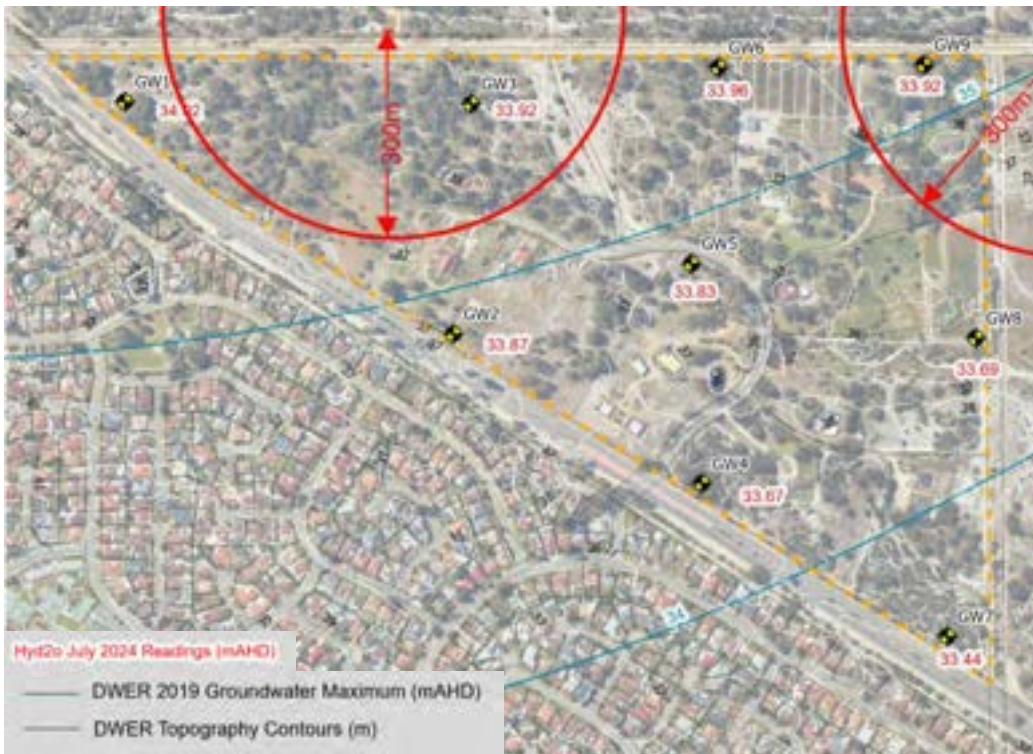 GW6
GW9
GW1
GW3
33.96
33.92
35
33.92
300m
300m
GW5
33.83
GW2
33.87
GW8
33.69
GW4
33.67
34
GW7
33.44
Hyd2o July 2024 Readings (mAHD)
DWER 2019 Groundwater Maximum (mAHD)
DWER Topography Contours (m)